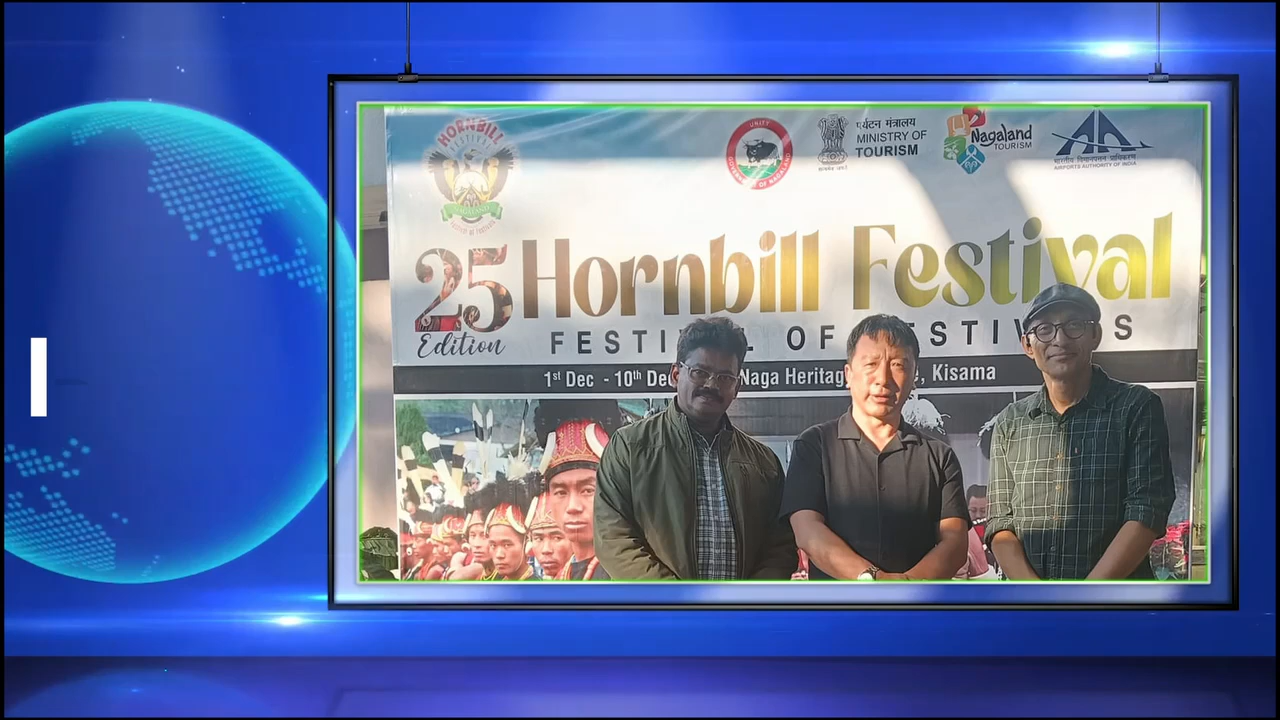 HORNBILL
FESTIVAL
NAGALAND
Festival of Festivals
UNITY
GOVERNMENT OF NAGALAND
पर्यटन मंत्रालय
MINISTRY OF
TOURISM
सत्यमेव जयते
Nagaland
TOURISM
भारतीय विमानपत्तन प्राधिकरण
AIRPORTS AUTHORITY OF INDIA
25 Hornbill Festival
Edition
FESTI L OF ESTIV S
1st Dec - 10th Dec Naga Heritag , Kisama
I